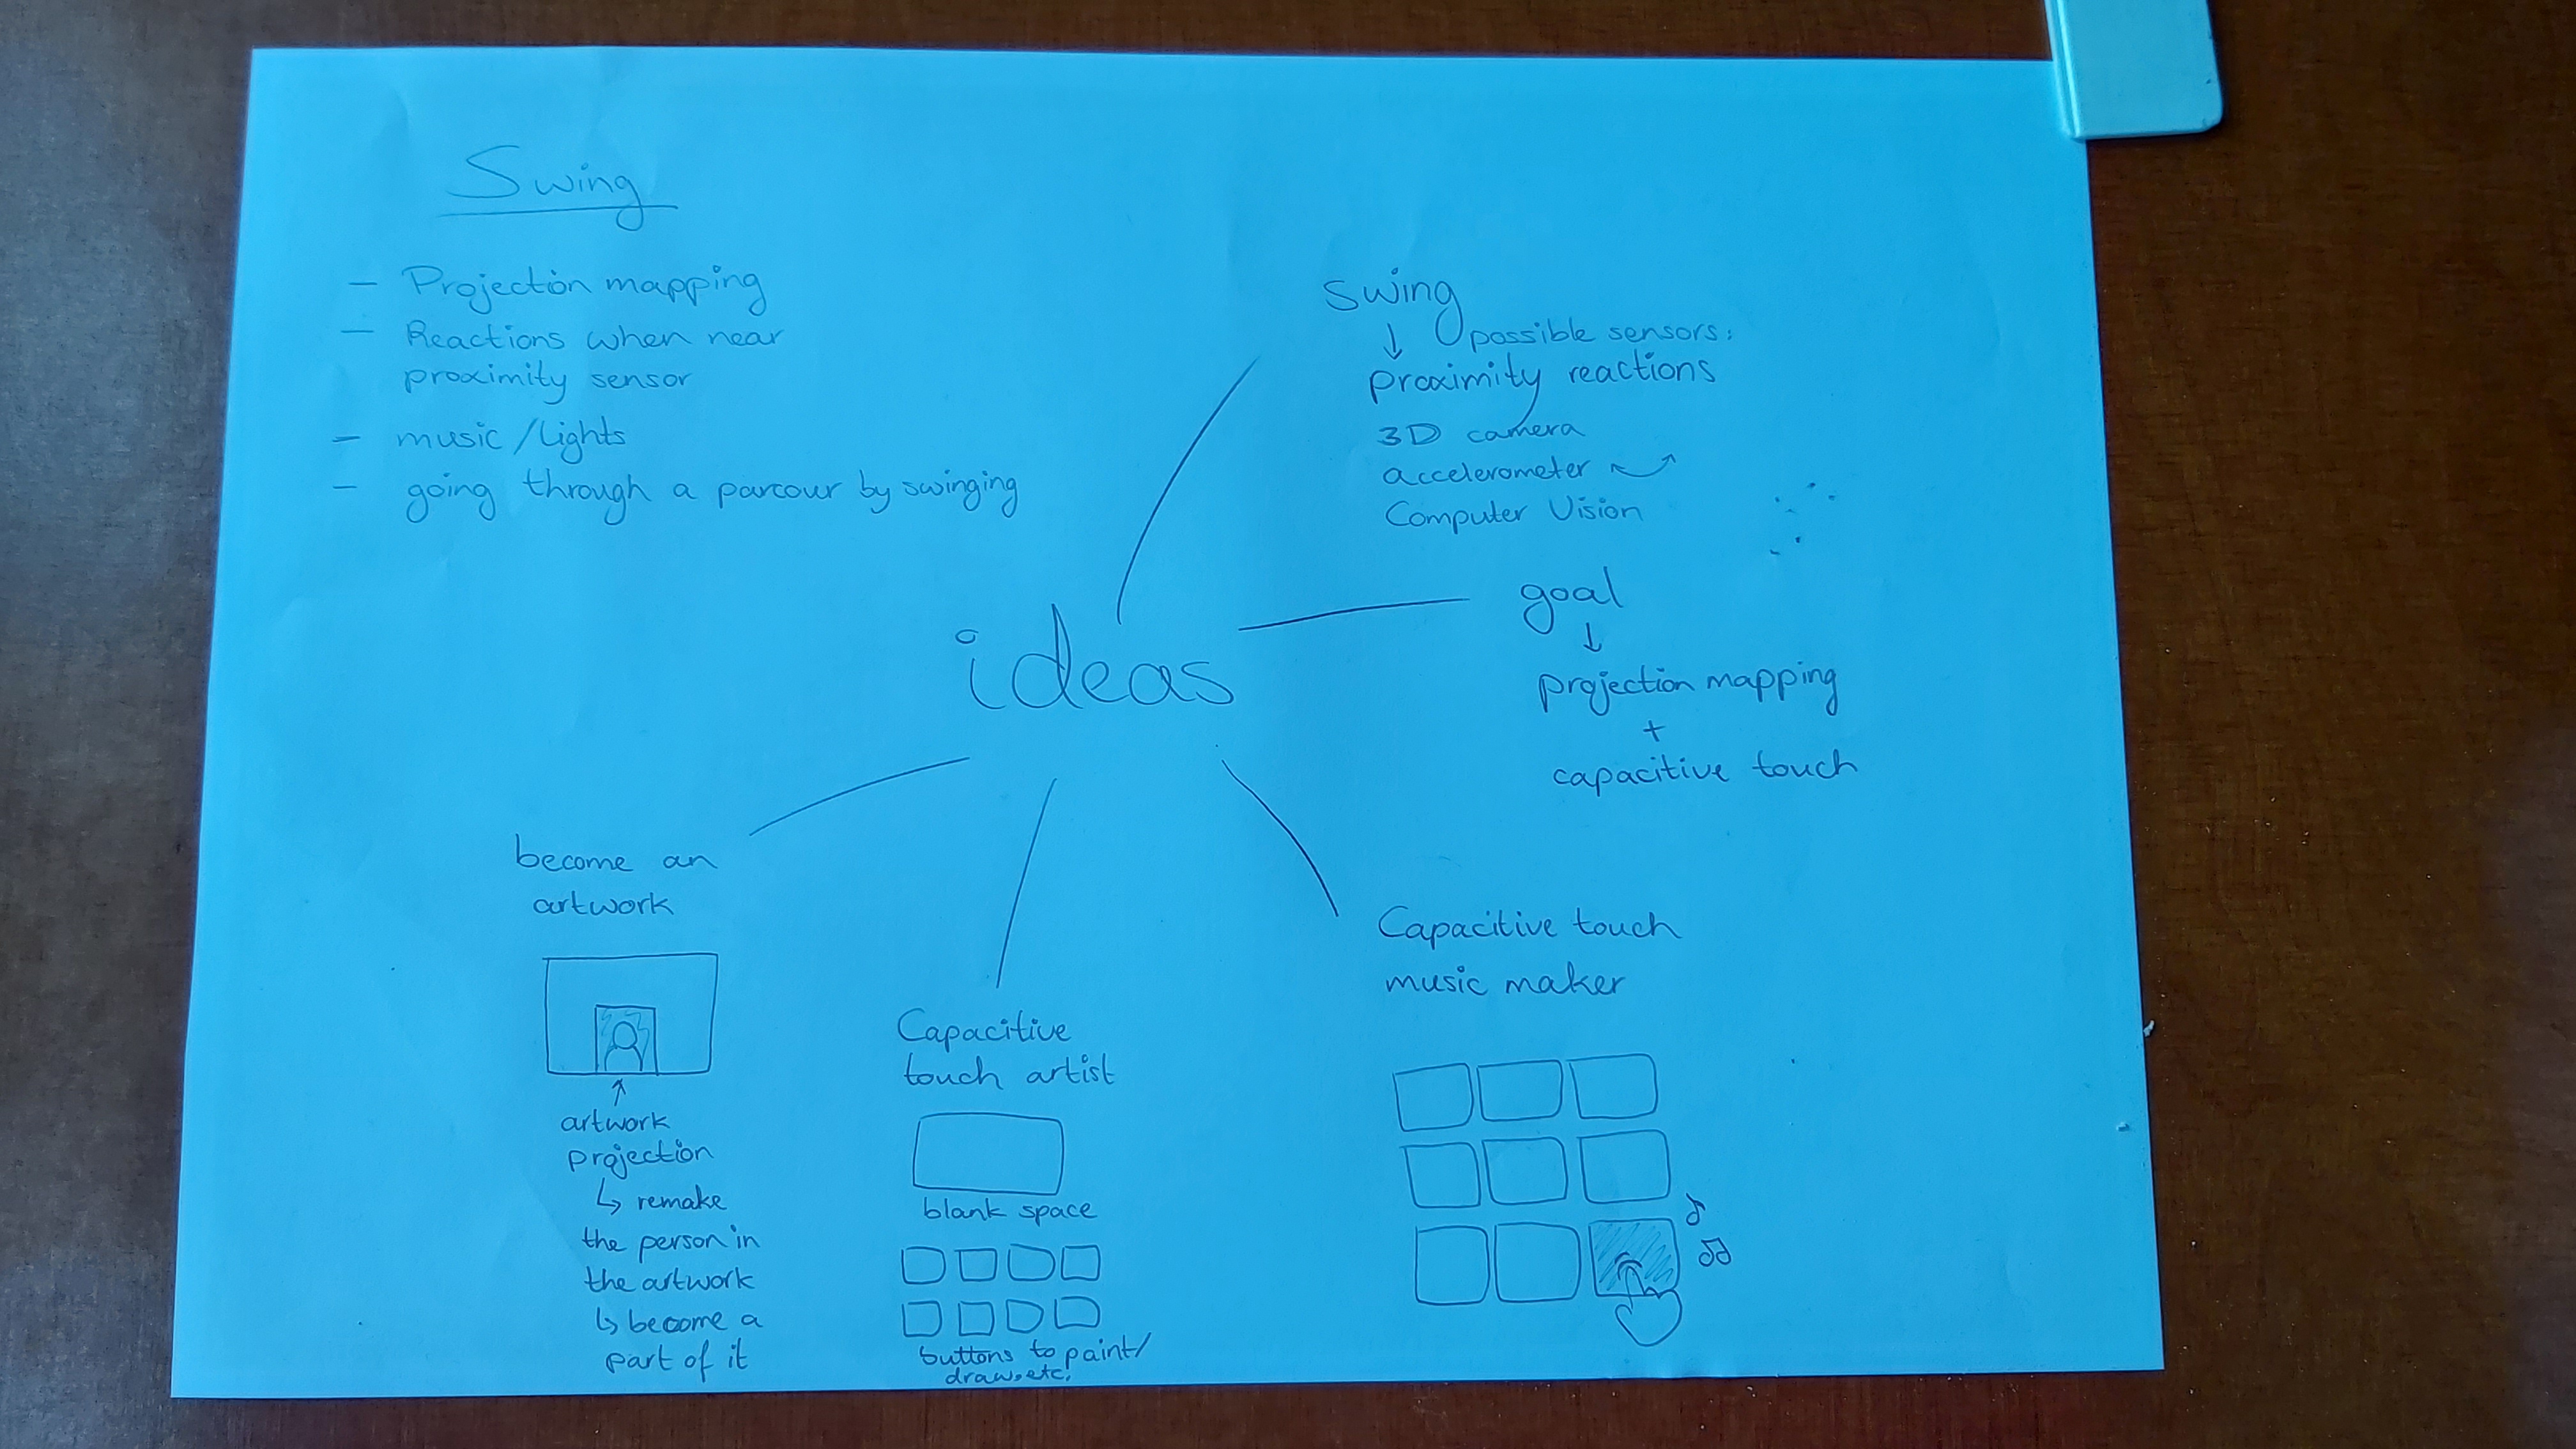 Swing
- Projection mapping
- Reactions when near
proximity sensor
- music/lights
- going through a parcour by swinging
swing
↓ possible sensors:
proximity reactions
3D camera
accelerometer
Computer Vision
ideas
goal
↓
projection mapping
+
capacitive touch
become an
artwork
↑
artwork
projection
↳ remake
the person in
the artwork
↳ become a
part of it
Capacitive
touch artist
blank space
buttons to paint/
draw, etc.
Capacitive touch
music maker